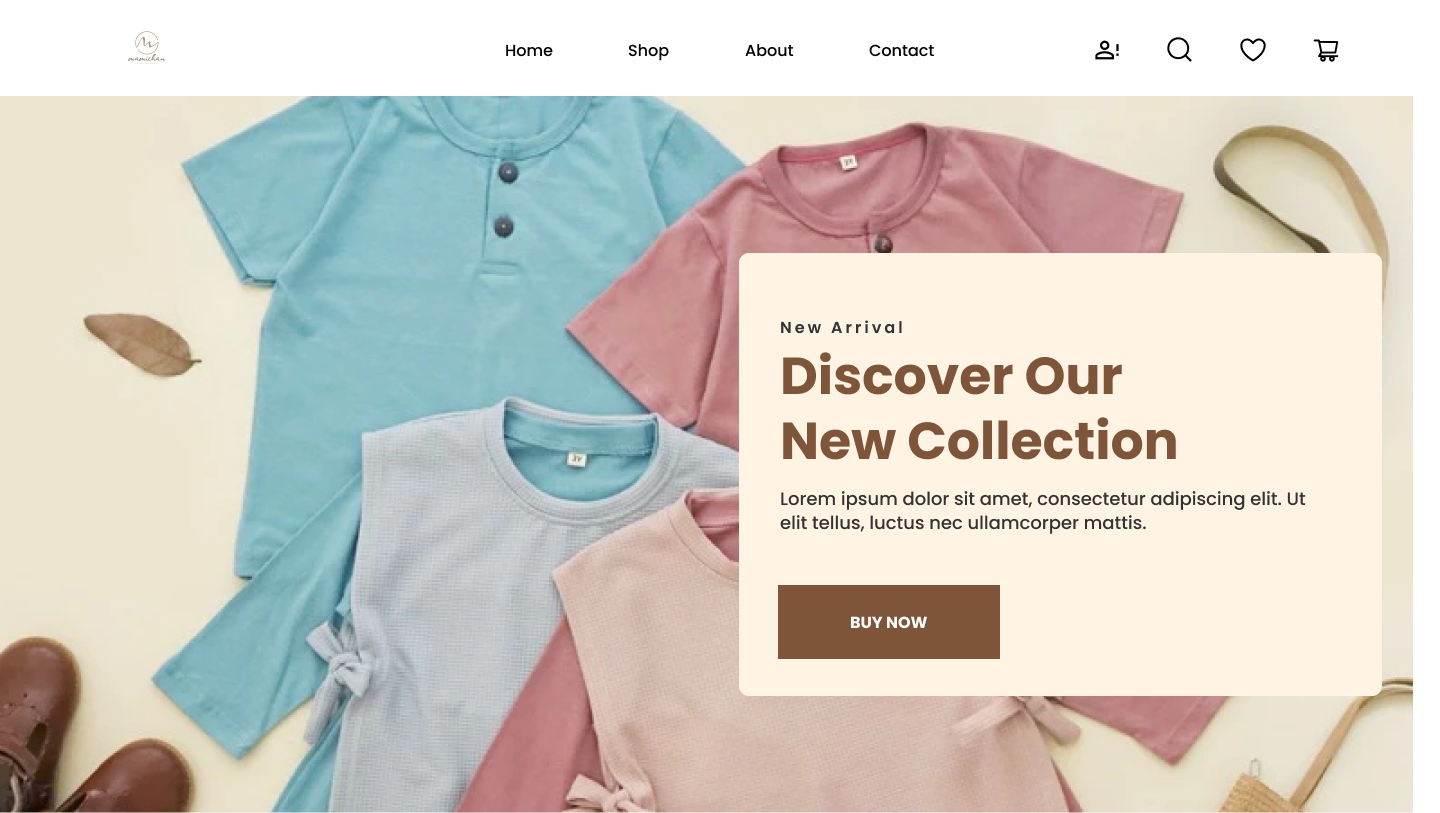 mamichan
Home
Shop
About
Contact
New Arrival
Discover Our
New Collection
Lorem ipsum dolor sit amet, consectetur adipiscing elit. Ut
elit tellus, luctus nec ullamcorper mattis.
BUY NOW